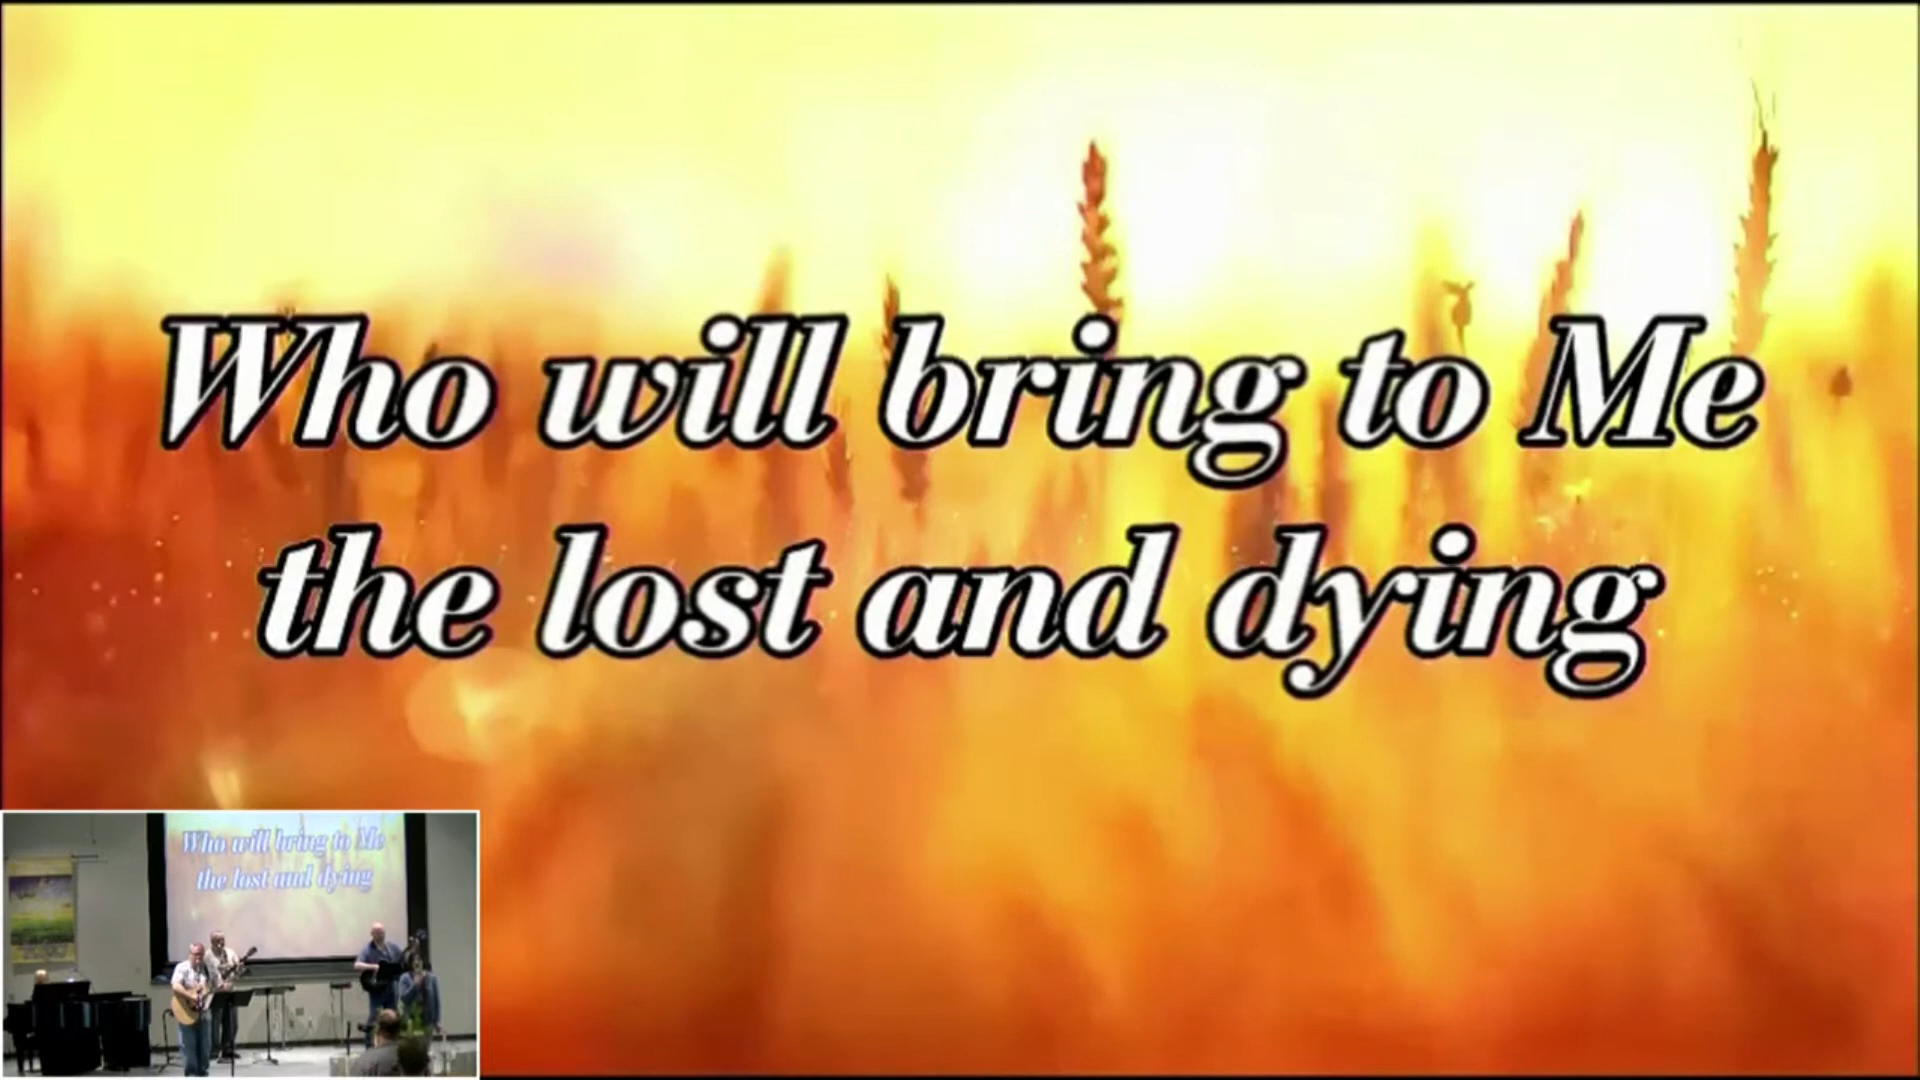 Who will bring to Me
the lost and dying
Who will bring to Me
the lost and dying